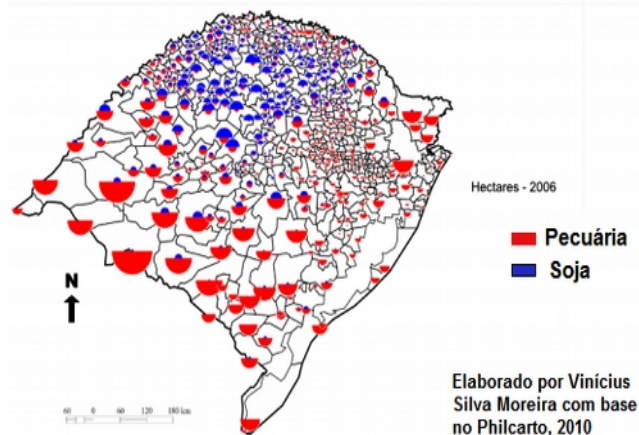 Hectares - 2006
Pecuária
Soja
N
60 0 60 120 180 km
Elaborado por Vinícius
Silva Moreira com base
no Philcarto, 2010